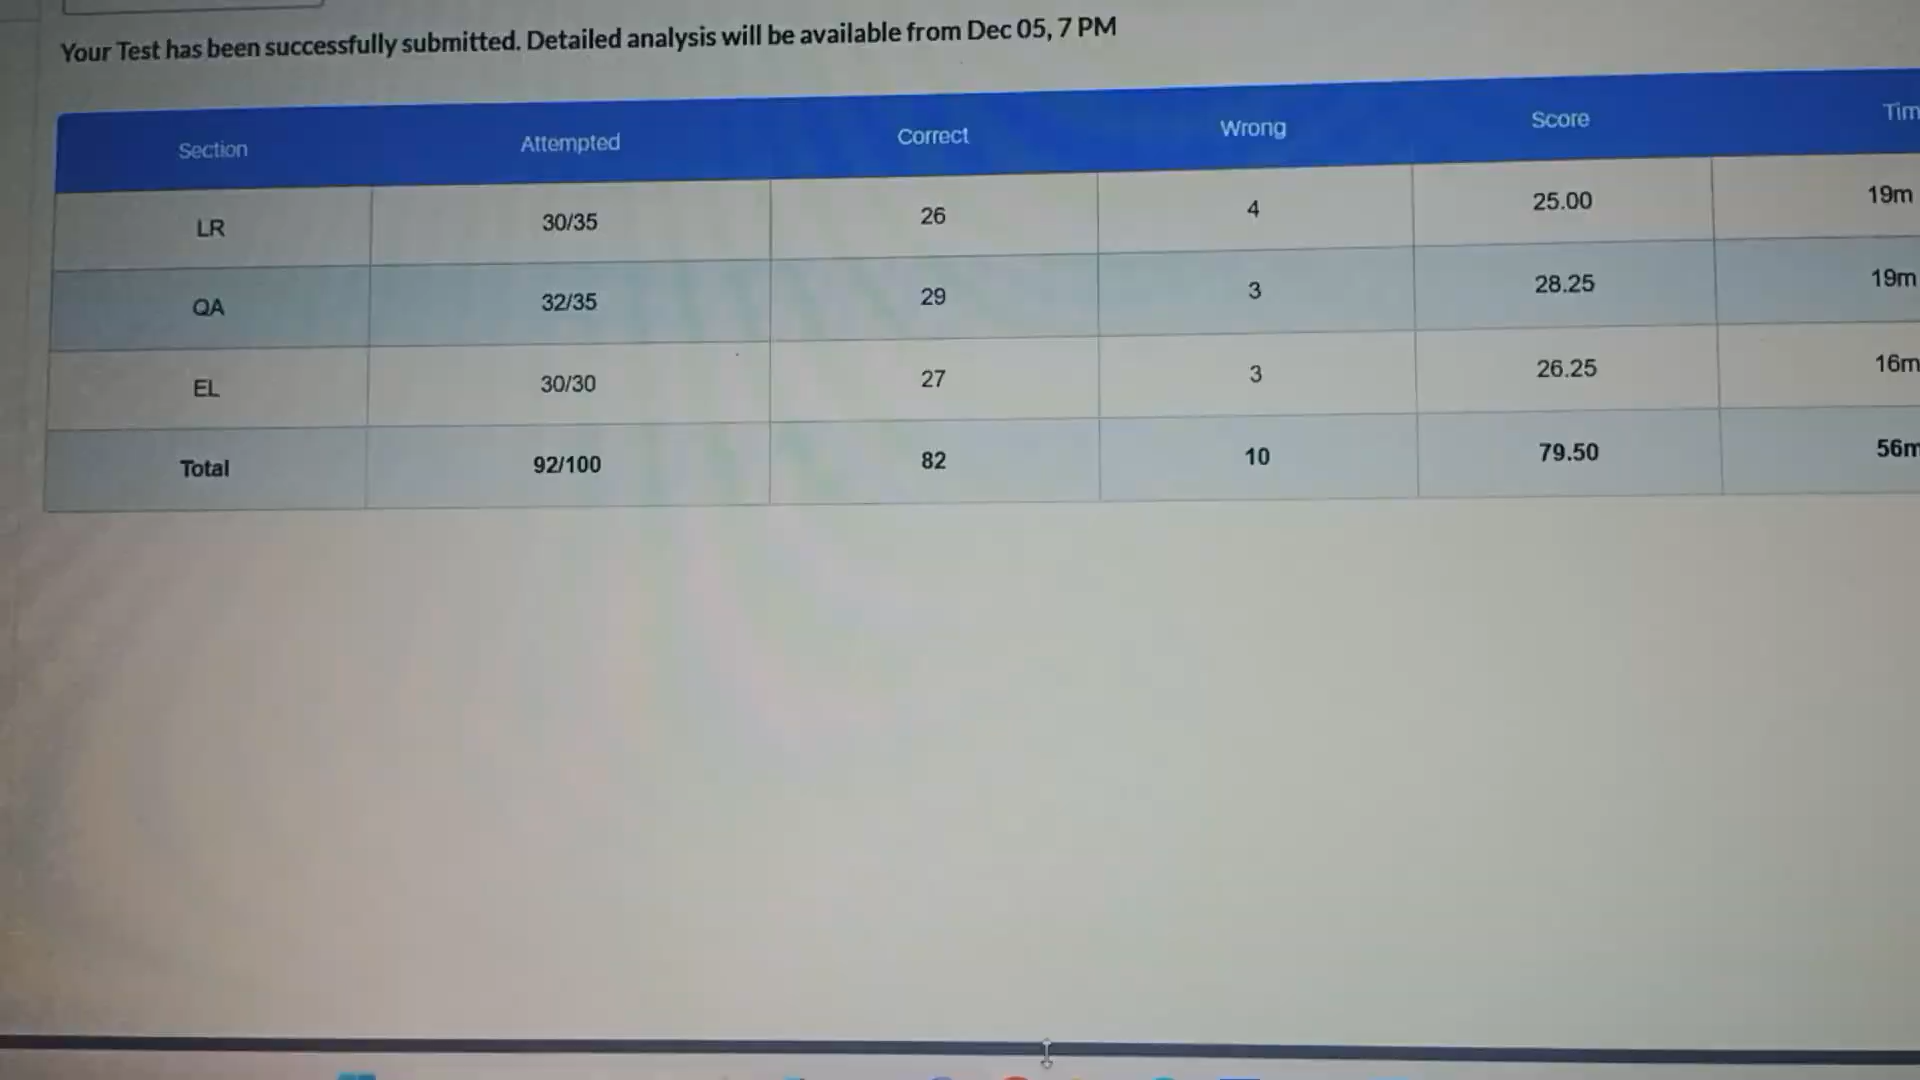 Your Test has been successfully submitted. Detailed analysis will be available from Dec 05, 7 PM
Section Attempted Correct Wrong Score Tim
LR 30/35 26 4 25.00 19m
QA 32/35 29 3 28.25 19m
EL 30/30 27 3 26.25 16m
Total 92/100 82 10 79.50 56m